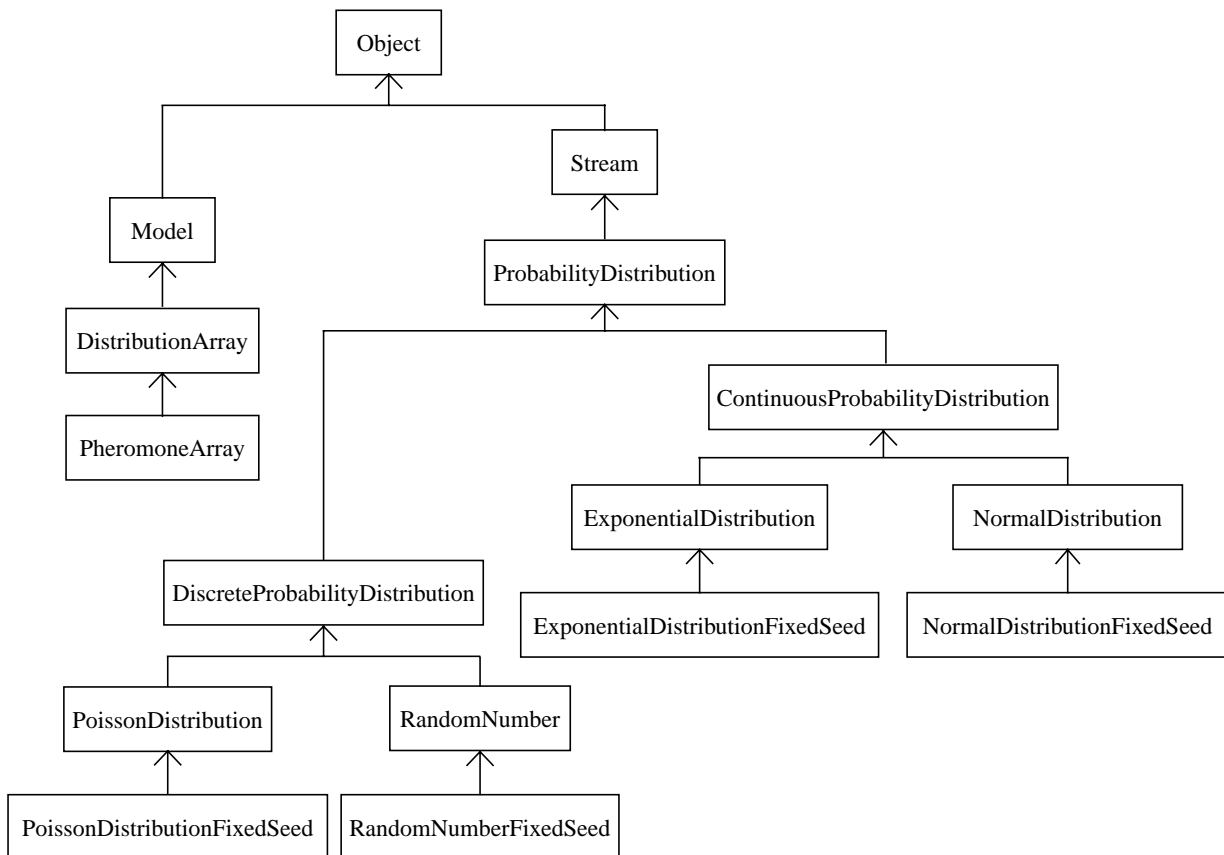 Object
Stream
Model
ProbabilityDistribution
DistributionArray
ContinuousProbabilityDistribution
PheromoneArray
ExponentialDistribution
NormalDistribution
DiscreteProbabilityDistribution
ExponentialDistributionFixedSeed
NormalDistributionFixedSeed
PoissonDistribution
RandomNumber
PoissonDistributionFixedSeed
RandomNumberFixedSeed